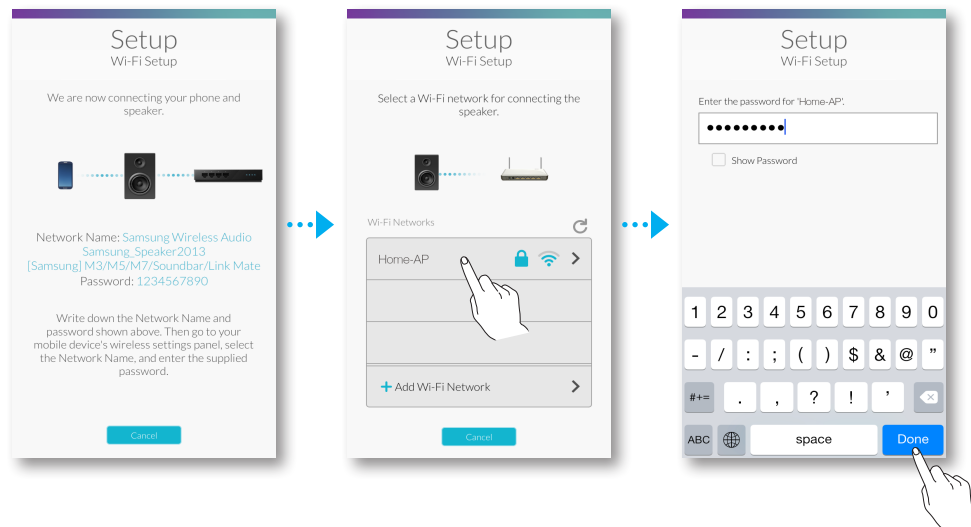 Setup
Wi-Fi Setup
We are now connecting your phone and
speaker.
Network Name: Samsung Wireless Audio
Samsung_Speaker2013
[Samsung] M3/M5/M7/Soundbar/Link Mate
Password: 1234567890
Write down the Network Name and
password shown above. Then go to your
mobile device's wireless settings panel, select
the Network Name, and enter the supplied
password.
Cancel
Setup
Wi-Fi Setup
Select a Wi-Fi network for connecting the
speaker.
Wi-Fi Networks
Home-AP
+ Add Wi-Fi Network
Cancel
Setup
Wi-Fi Setup
Enter the password for 'Home-AP'.
●●●●●●●●●
Show Password
1 2 3 4 5 6 7 8 9 0
- / : ; ( ) $ & @ ”
#+= . , ? ! ’
ABC space Done